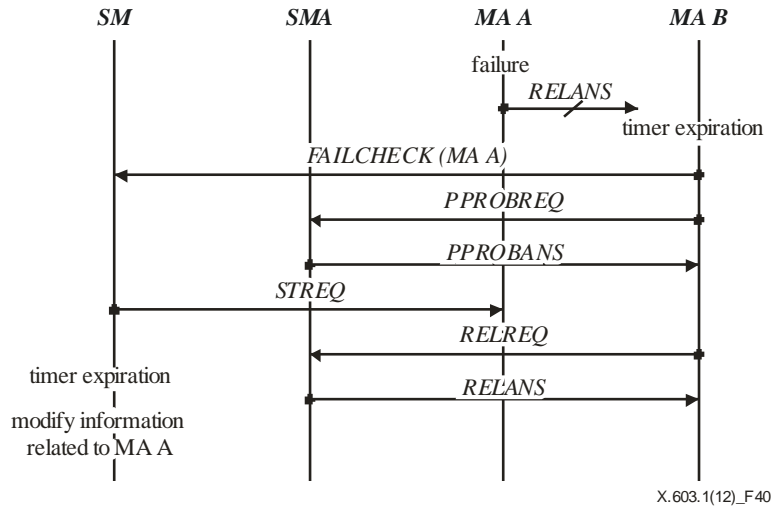 SM SMA MA A MA B
failure
RELANS
timer expiration
FAILCHECK (MA A)
PPROBREQ
PPROBANS
STREQ
RELREQ
timer expiration
RELANS
modify information
related to MA A
X.603.1(12)_F40